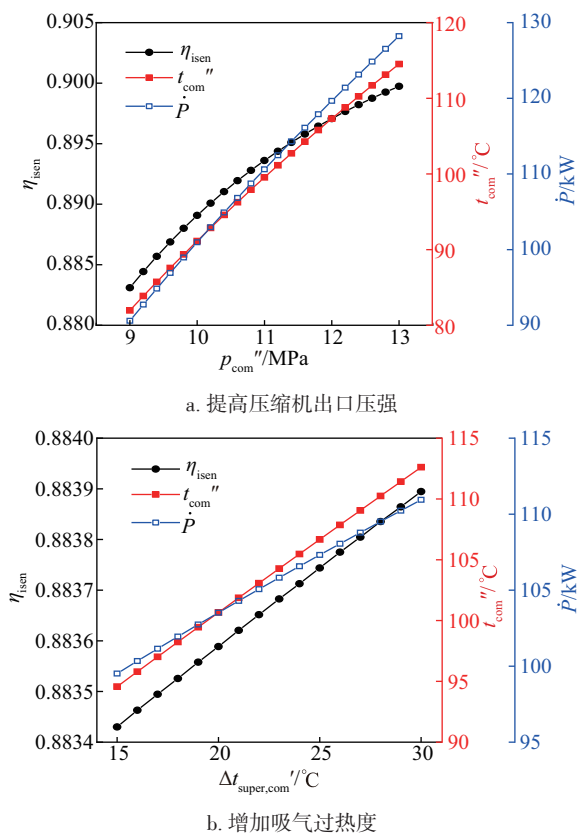 0.905
0.900
0.895
0.890
0.885
0.880
η_isen
η_isen
t_com″
Ṗ
120
110
100
90
80
t_com″/℃
130
120
110
100
90
Ṗ/kW
9 10 11 12 13
p_com″/MPa
a. 提高压缩机出口压强
0.8840
0.8839
0.8838
0.8837
0.8836
0.8835
0.8834
η_isen
η_isen
t_com″
Ṗ
115
110
105
100
95
90
t_com″/℃
115
110
105
100
95
Ṗ/kW
15 20 25 30
Δt_super,com′/℃
b. 增加吸气过热度